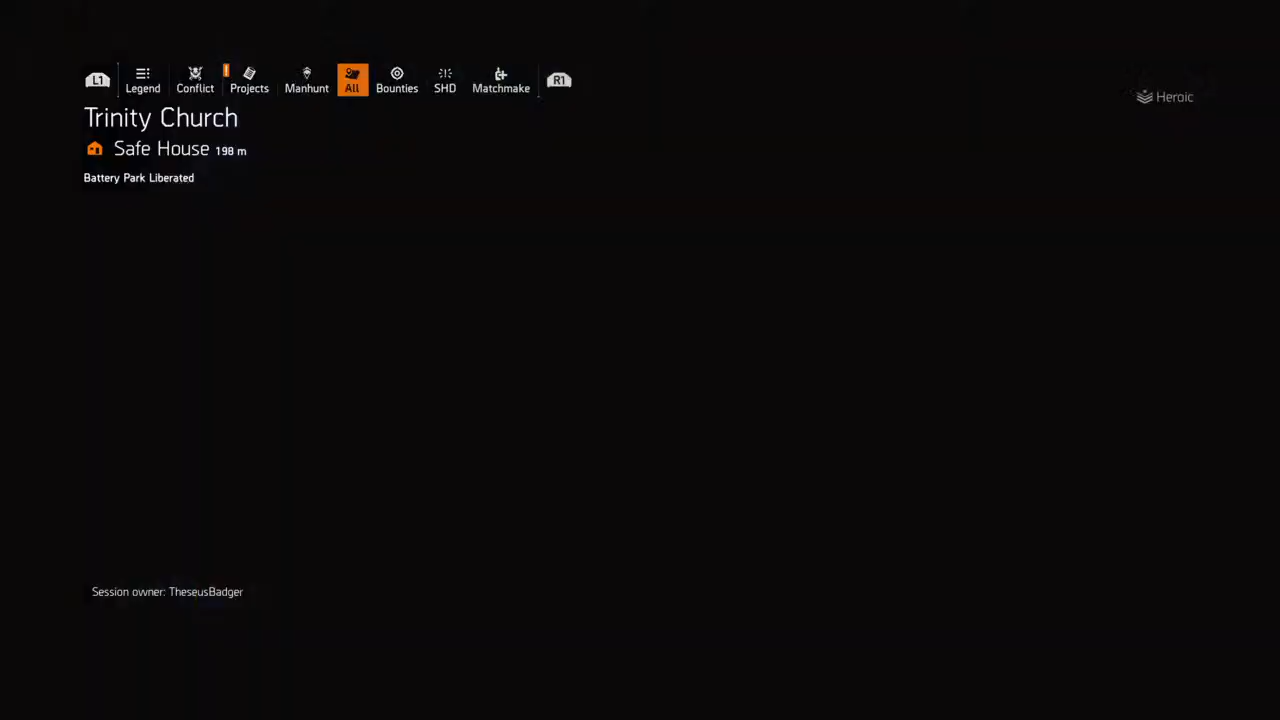 L1 Legend Conflict Projects Manhunt All Bounties SHD Matchmake R1
Heroic
Trinity Church
Safe House 198 m
Battery Park Liberated
Session owner: TheseusBadger